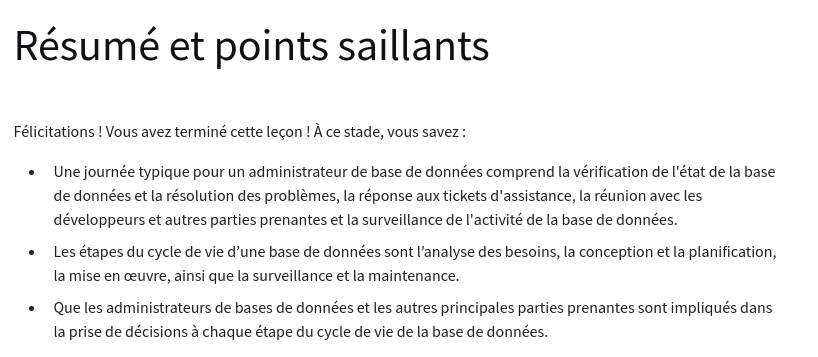 Résumé et points saillants
Félicitations ! Vous avez terminé cette leçon ! À ce stade, vous savez :
• Une journée typique pour un administrateur de base de données comprend la vérification de l'état de la base
de données et la résolution des problèmes, la réponse aux tickets d'assistance, la réunion avec les
développeurs et autres parties prenantes et la surveillance de l'activité de la base de données.
• Les étapes du cycle de vie d’une base de données sont l’analyse des besoins, la conception et la planification,
la mise en œuvre, ainsi que la surveillance et la maintenance.
• Que les administrateurs de bases de données et les autres principales parties prenantes sont impliqués dans
la prise de décisions à chaque étape du cycle de vie de la base de données.